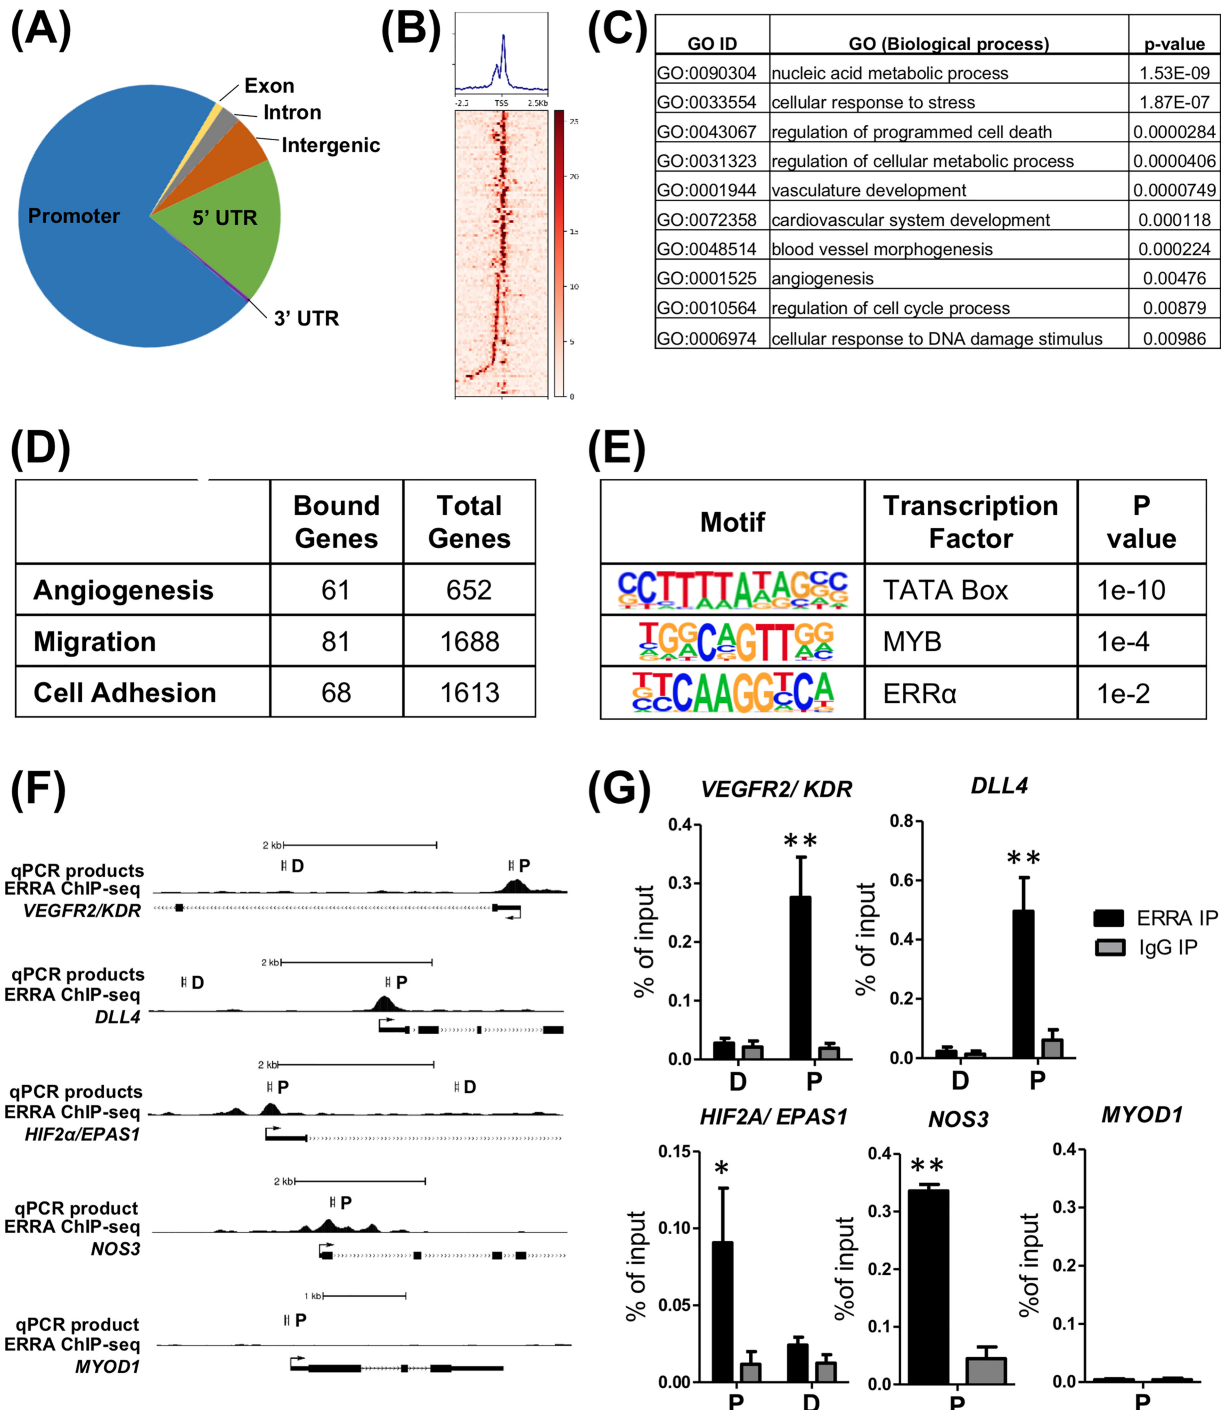 (A)
Exon
Intron
Intergenic
Promoter
5' UTR
3' UTR
(B)
-2.5 TSS 2.5Kb
25
20
15
10
5
0
(C)
GO ID GO (Biological process) p-value
GO:0090304 nucleic acid metabolic process 1.53E-09
GO:0033554 cellular response to stress 1.87E-07
GO:0043067 regulation of programmed cell death 0.0000284
GO:0031323 regulation of cellular metabolic process 0.0000406
GO:0001944 vasculature development 0.0000749
GO:0072358 cardiovascular system development 0.000118
GO:0048514 blood vessel morphogenesis 0.000224
GO:0001525 angiogenesis 0.00476
GO:0010564 regulation of cell cycle process 0.00879
GO:0006974 cellular response to DNA damage stimulus 0.00986
(D)
Bound Genes Total Genes
Angiogenesis 61 652
Migration 81 1688
Cell Adhesion 68 1613
(E)
Motif Transcription Factor P value
TATA Box 1e-10
MYB 1e-4
ERRα 1e-2
(F)
2 kb
D P
qPCR products
ERRA ChIP-seq
VEGFR2/KDR
2 kb
D P
qPCR products
ERRA ChIP-seq
DLL4
2 kb
P D
qPCR products
ERRA ChIP-seq
HIF2α/EPAS1
2 kb
P
qPCR product
ERRA ChIP-seq
NOS3
1 kb
P
qPCR product
ERRA ChIP-seq
MYOD1
(G)
VEGFR2/ KDR
% of input
0.4
0.3
0.2
0.1
0.0
**
D P
DLL4
% of input
0.8
0.6
0.4
0.2
0.0
**
D P
ERRA IP
IgG IP
HIF2A/ EPAS1
% of input
0.15
0.10
0.05
0.00
*
P D
NOS3
%of input
0.4
0.3
0.2
0.1
0.0
**
P
MYOD1
% of input
0.4
0.3
0.2
0.1
0.0
P